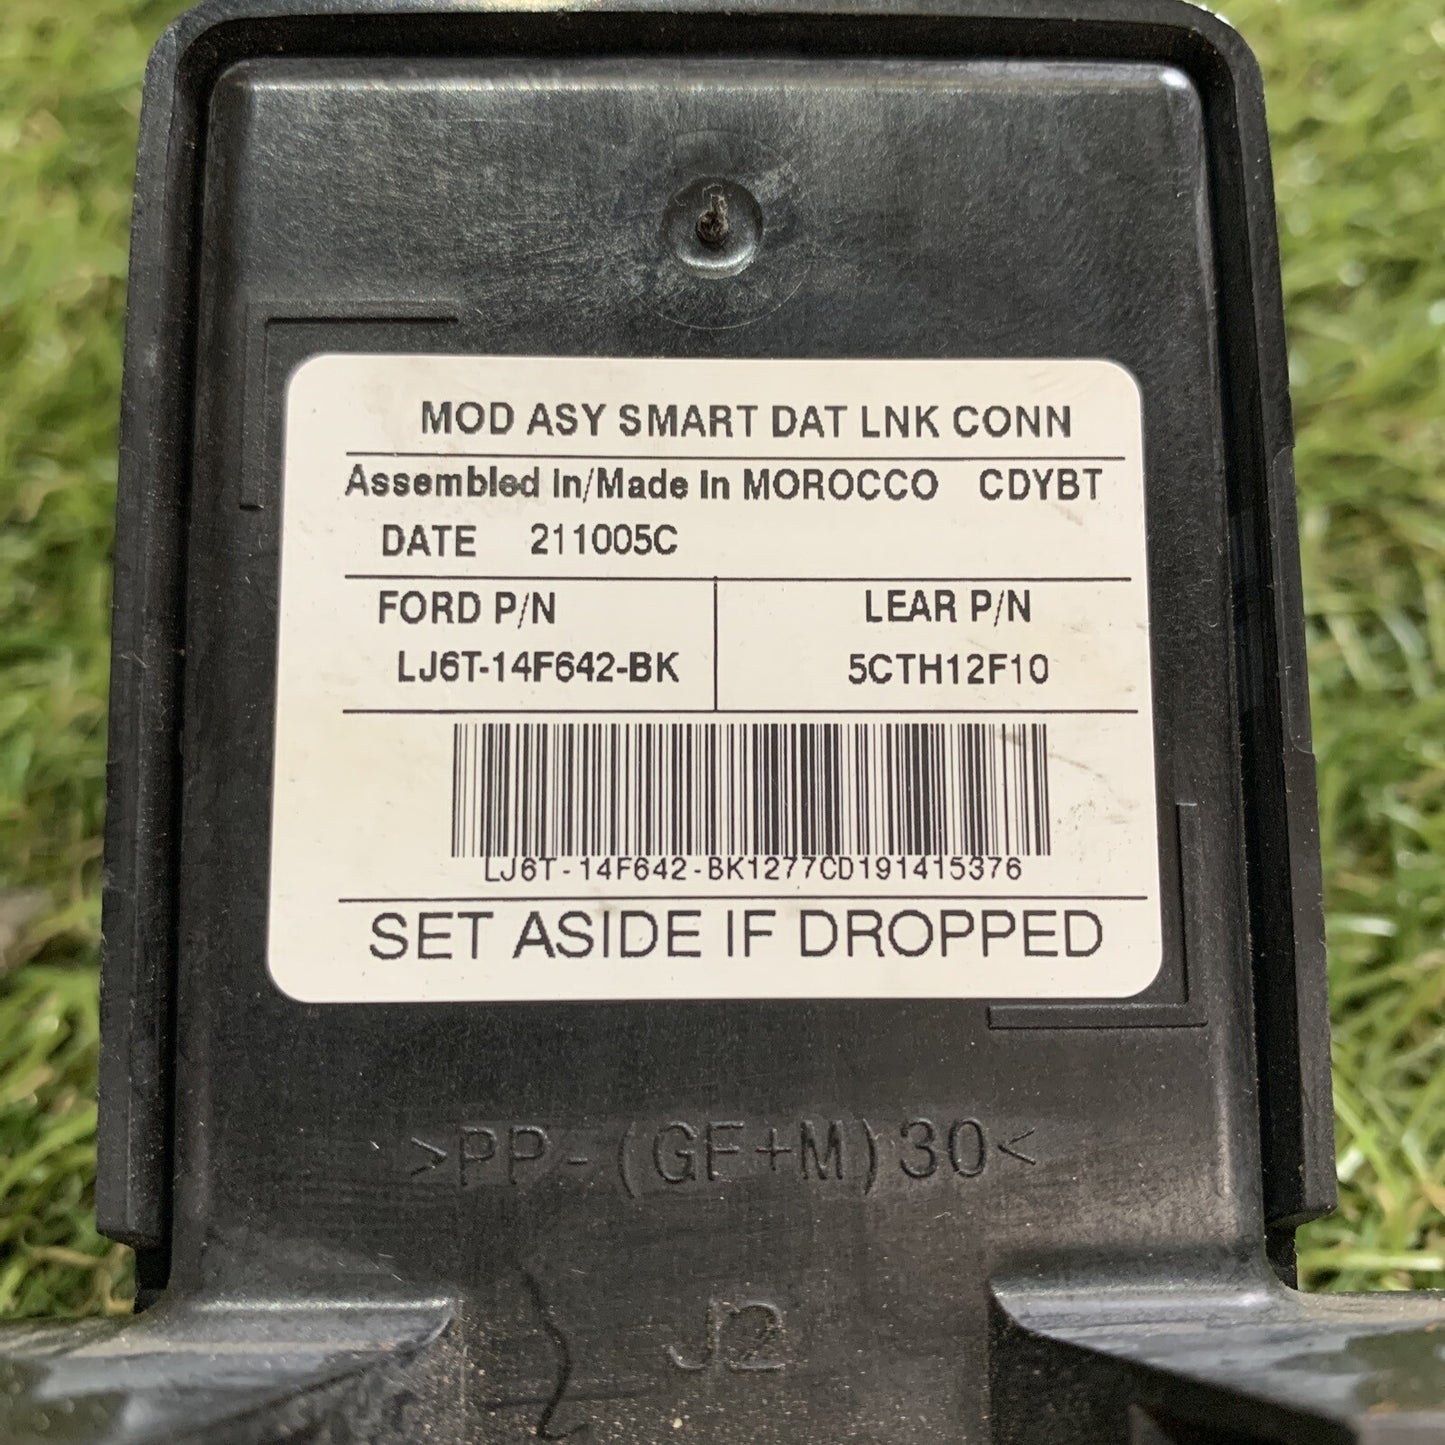 MOD ASY SMART DAT LNK CONN
Assembled in/Made in MOROCCO CDYBT
DATE 211005C
FORD P/N LEAR P/N
LJ6T-14F642-BK 5CTH12F10
LJ6T-14F642-BK1277CD191415376
SET ASIDE IF DROPPED
>PP-(GF+M)30<
J2